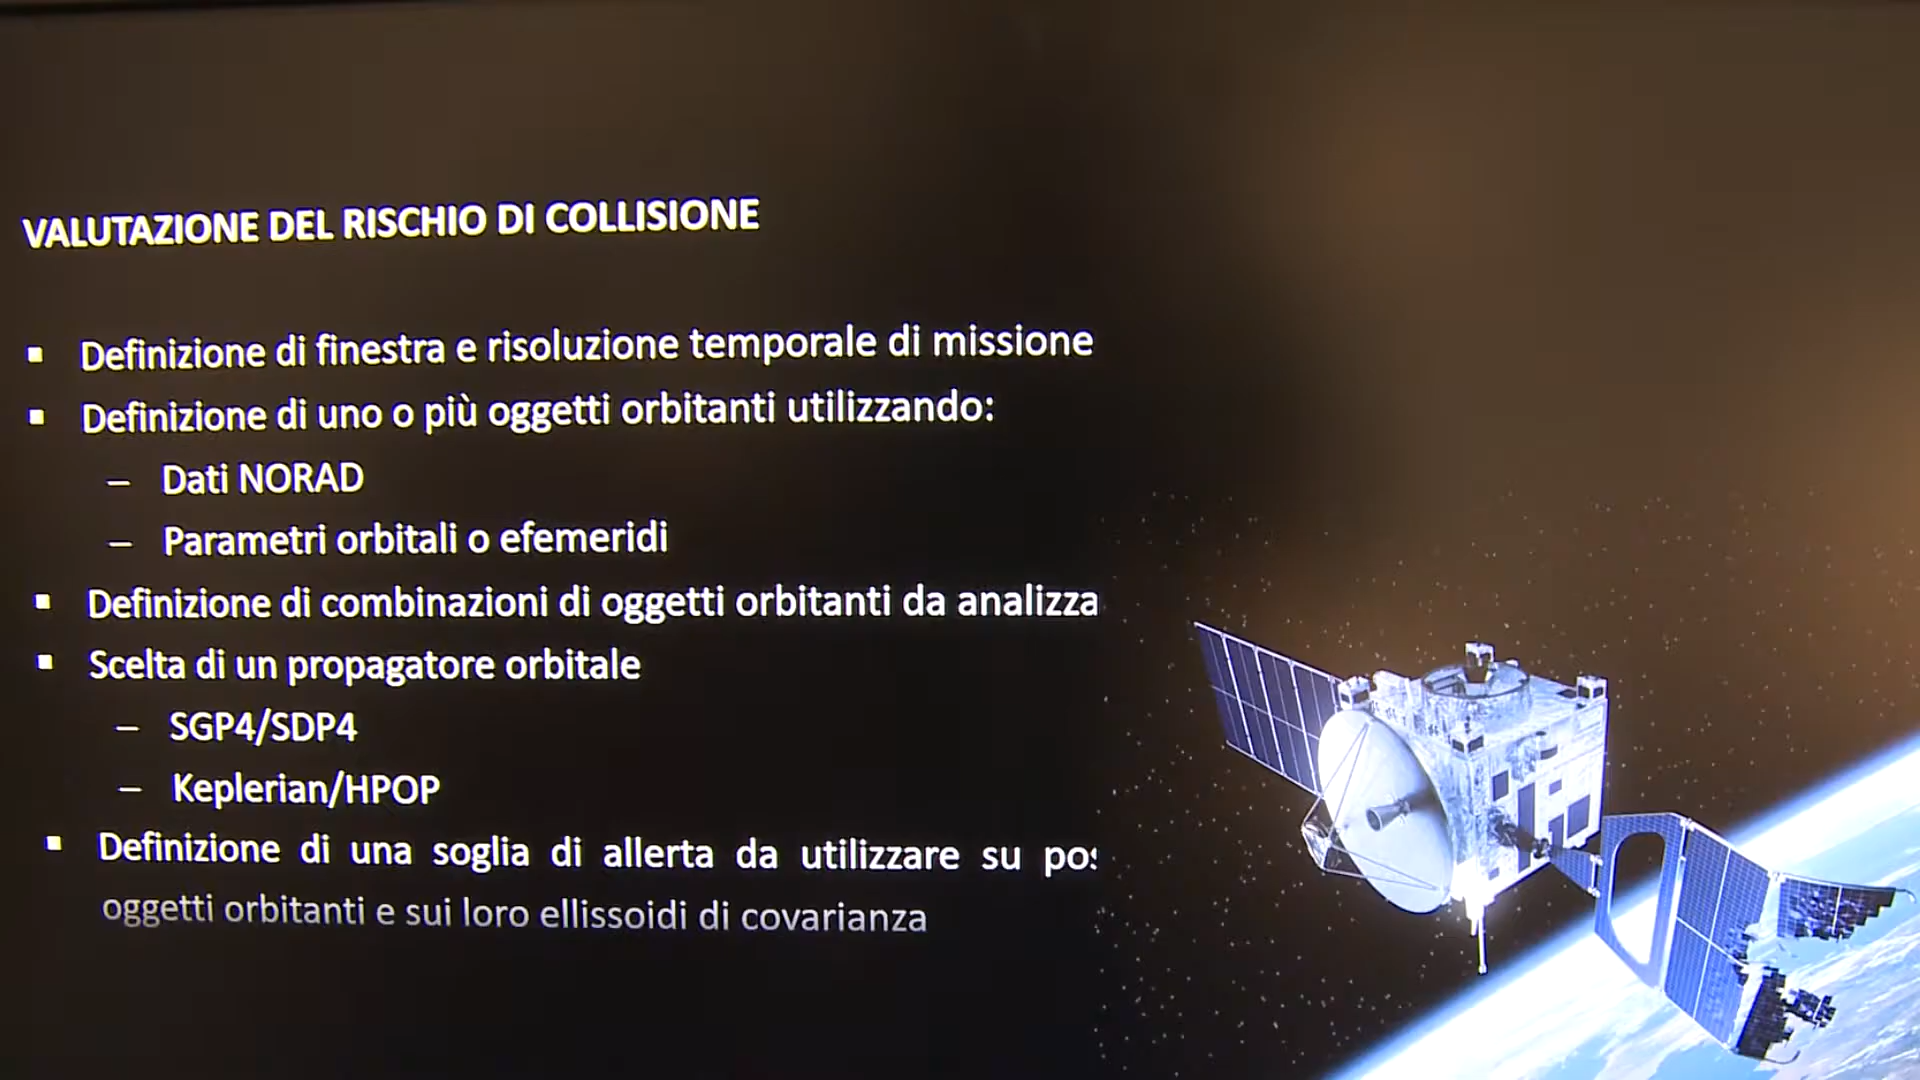 VALUTAZIONE DEL RISCHIO DI COLLISIONE
▪ Definizione di finestra e risoluzione temporale di missione
▪ Definizione di uno o più oggetti orbitanti utilizzando:
– Dati NORAD
– Parametri orbitali o efemeridi
▪ Definizione di combinazioni di oggetti orbitanti da analizza
▪ Scelta di un propagatore orbitale
– SGP4/SDP4
– Keplerian/HPOP
▪ Definizione di una soglia di allerta da utilizzare su
oggetti orbitanti e sui loro ellissoidi di covarianza